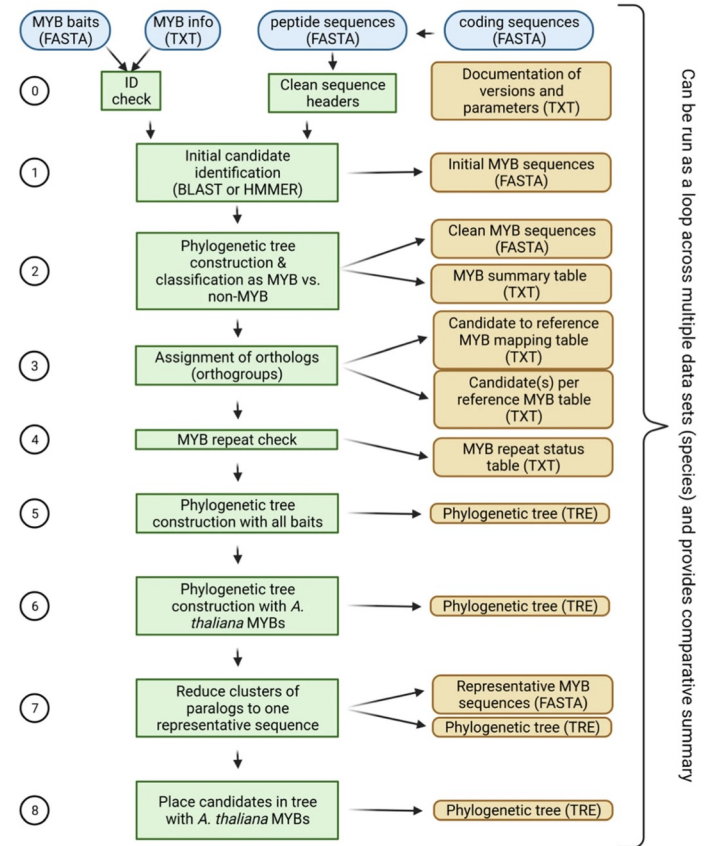 MYB baits
(FASTA)
MYB info
(TXT)
peptide sequences
(FASTA)
coding sequences
(FASTA)
0
ID
check
Clean sequence
headers
Documentation of
versions and
parameters (TXT)
1
Initial candidate
identification
(BLAST or HMMER)
Initial MYB sequences
(FASTA)
2
Phylogenetic tree
construction &
classification as MYB vs.
non-MYB
Clean MYB sequences
(FASTA)
MYB summary table
(TXT)
3
Assignment of orthologs
(orthogroups)
Candidate to reference
MYB mapping table
(TXT)
Candidate(s) per
reference MYB table
(TXT)
4
MYB repeat check
MYB repeat status
table (TXT)
5
Phylogenetic tree
construction with all baits
Phylogenetic tree (TRE)
6
Phylogenetic tree
construction with A.
thaliana MYBs
Phylogenetic tree (TRE)
7
Reduce clusters of
paralogs to one
representative sequence
Representative MYB
sequences (FASTA)
Phylogenetic tree (TRE)
8
Place candidates in tree
with A. thaliana MYBs
Phylogenetic tree (TRE)
Can be run as a loop across multiple data sets (species) and provides comparative summary